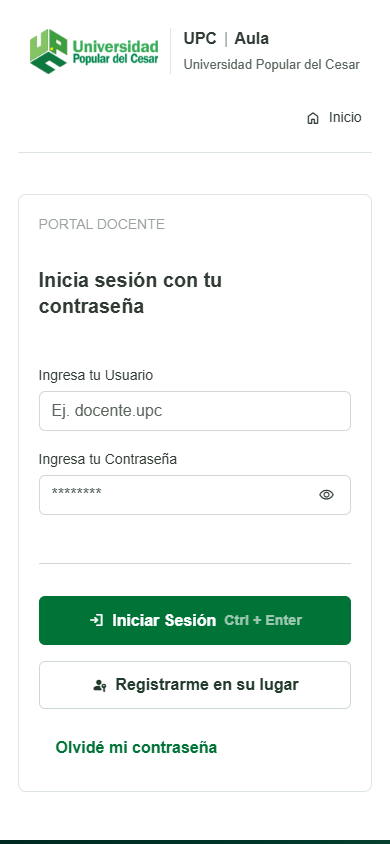 Universidad
Popular del Cesar
UPC | Aula
Universidad Popular del Cesar
Inicio
PORTAL DOCENTE
Inicia sesión con tu
contraseña
Ingresa tu Usuario
Ej. docente.upc
Ingresa tu Contraseña
********
Iniciar Sesión Ctrl + Enter
Registrarme en su lugar
Olvidé mi contraseña